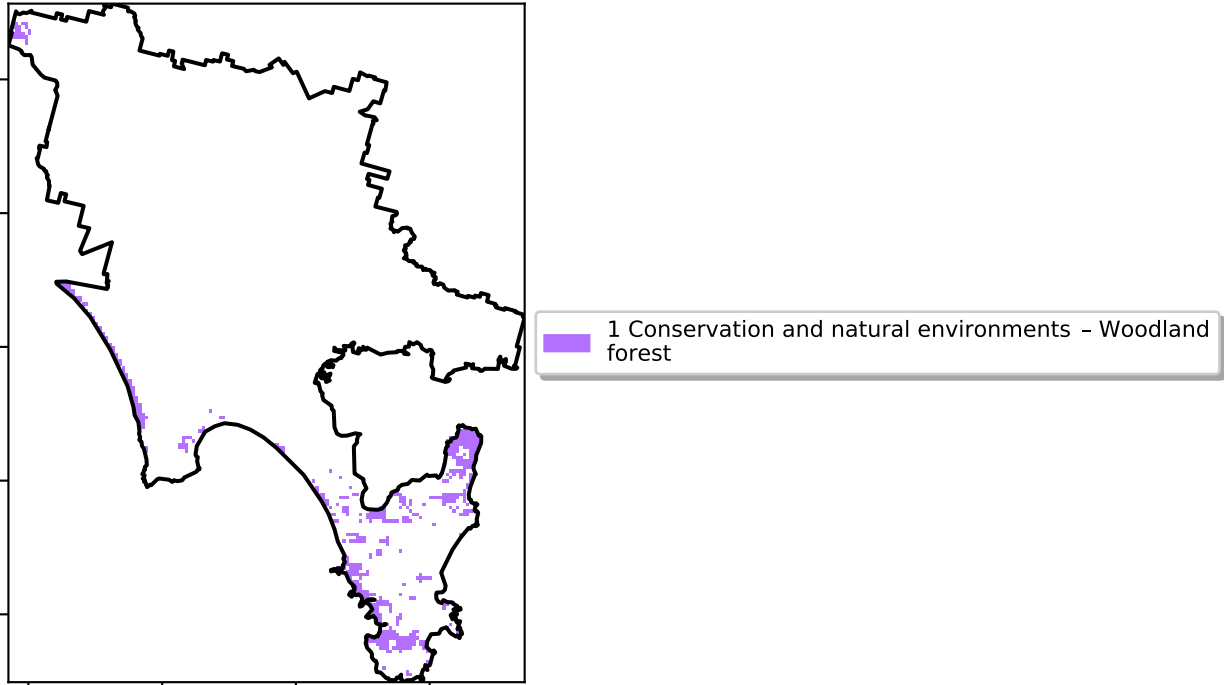 1 Conservation and natural environments – Woodland
forest